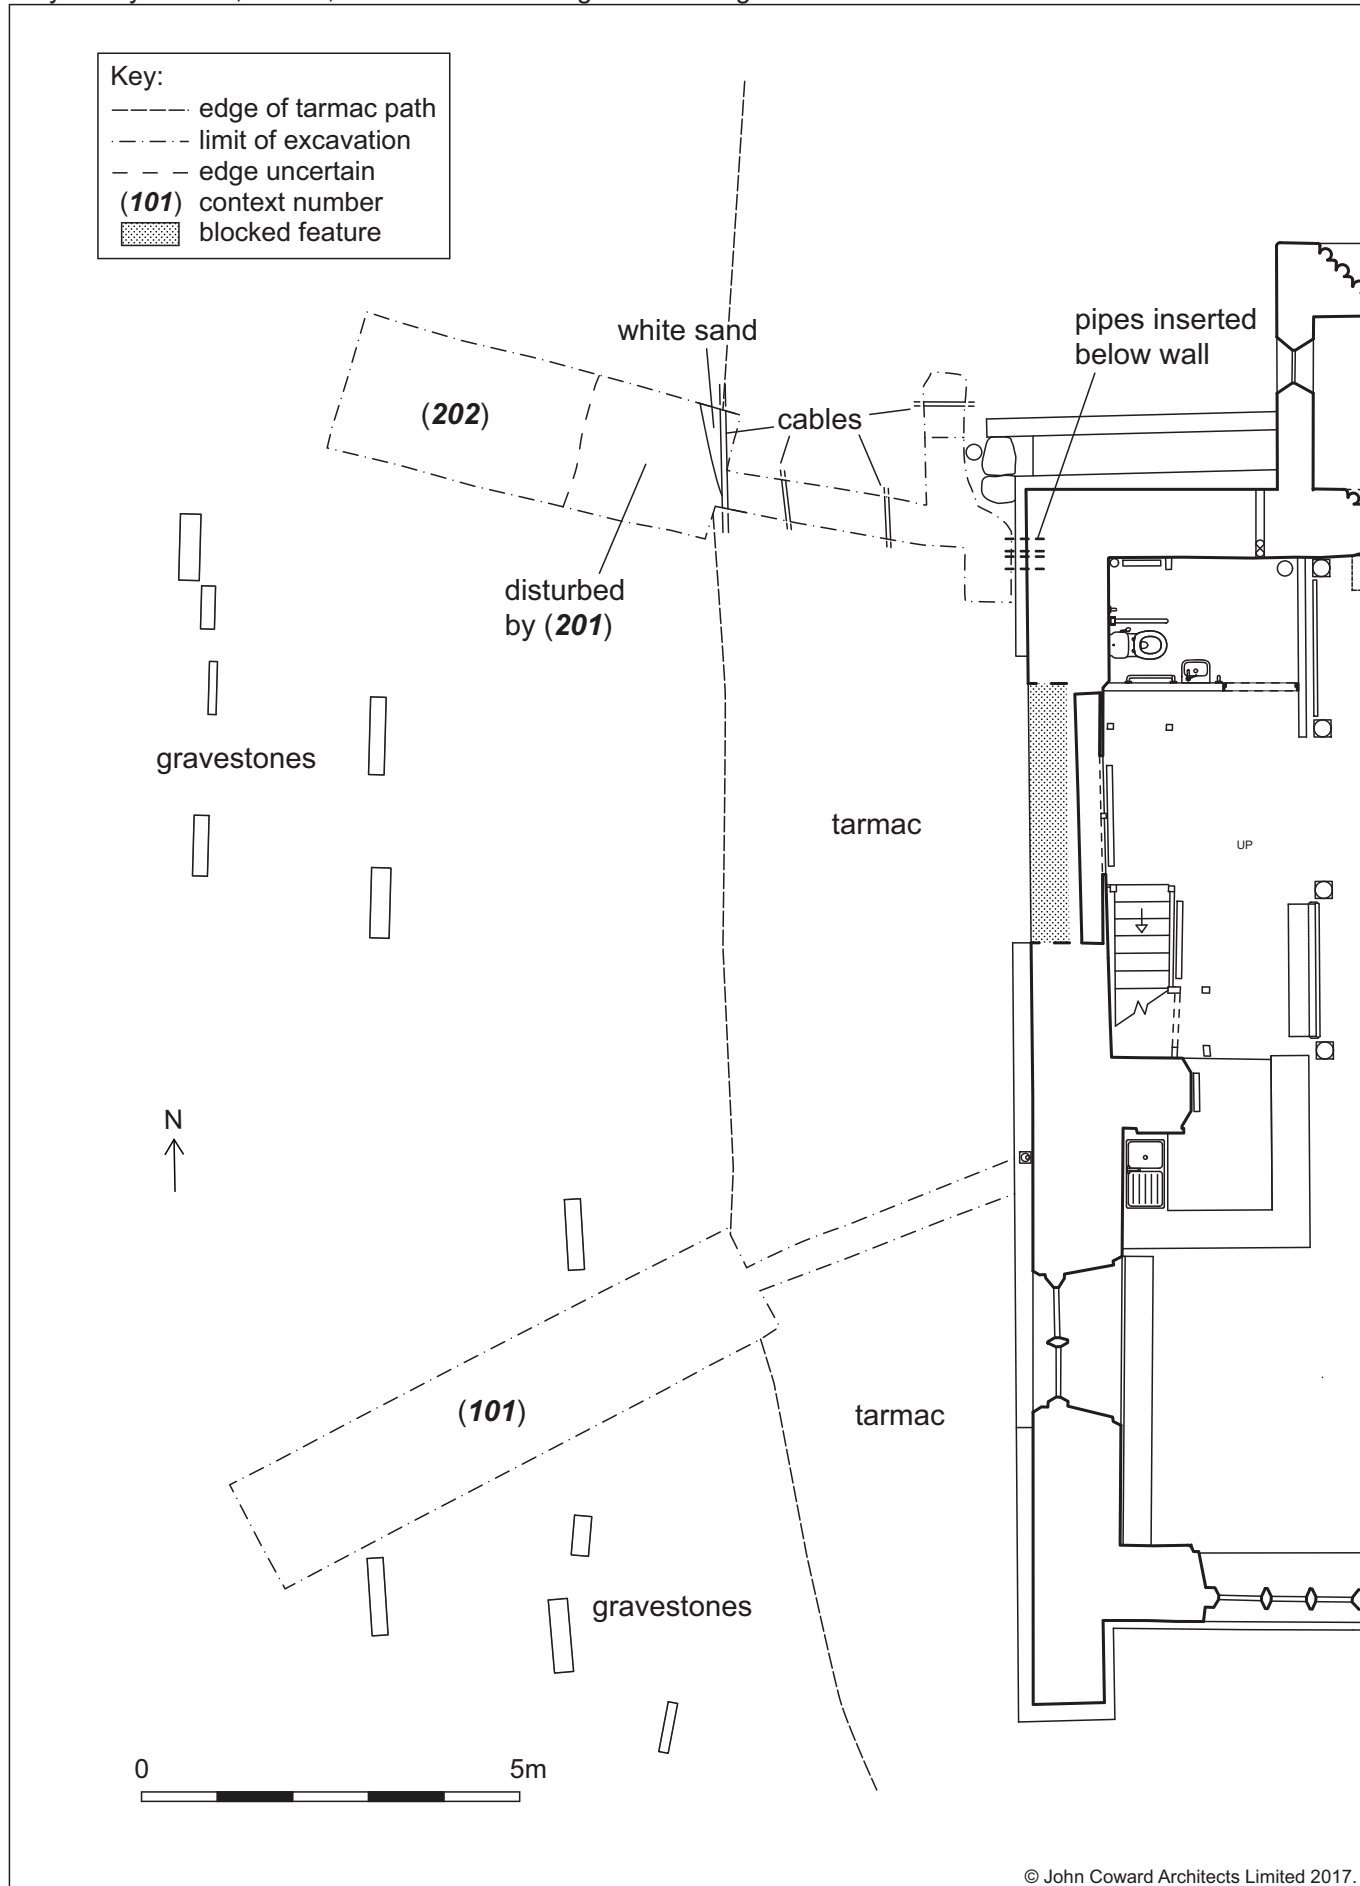 Key:
edge of tarmac path
limit of excavation
edge uncertain
(101) context number
blocked feature
white sand
pipes inserted
below wall
(202)
cables
disturbed
by (201)
gravestones
tarmac
UP
N
(101)
tarmac
gravestones
0 5m
© John Coward Architects Limited 2017.